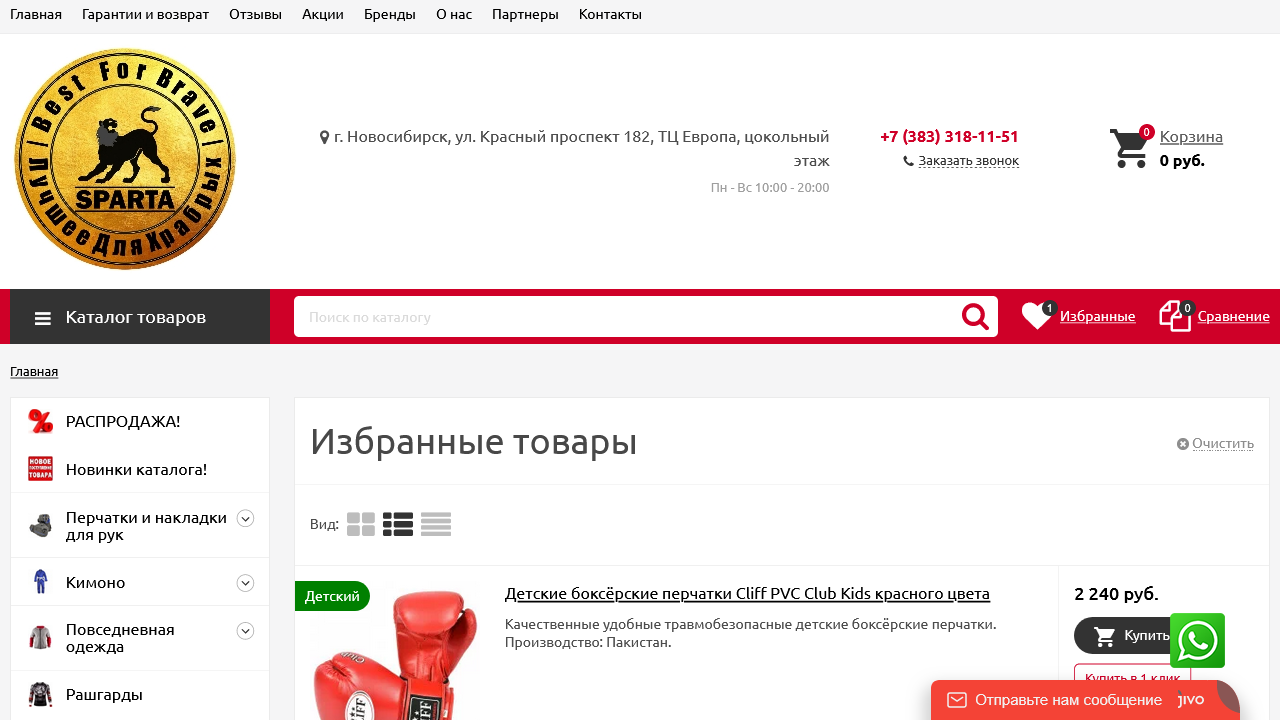 Главная Гарантии и возврат Отзывы Акции Бренды О нас Партнеры Контакты
| Best For Brave |
SPARTA
Лучшее Для Храбрых
г. Новосибирск, ул. Красный проспект 182, ТЦ Европа, цокольный
этаж
Пн - Вс 10:00 - 20:00
+7 (383) 318-11-51
Заказать звонок
0
Корзина
0 руб.
Каталог товаров
Поиск по каталогу
1
Избранные
0
Сравнение
Главная
РАСПРОДАЖА!
НОВОЕ
ПОСТУПЛЕНИЕ
ТОВАРА
Новинки каталога!
Перчатки и накладки
для рук
Кимоно
Повседневная
одежда
Рашгарды
Избранные товары
Очистить
Вид:
Детский
CLIFF
Детские боксёрские перчатки Cliff PVC Club Kids красного цвета
Качественные удобные травмобезопасные детские боксёрские перчатки.
Производство: Пакистан.
2 240 руб.
Купить
Купить в 1 клик
Отправьте нам сообщение
jivo